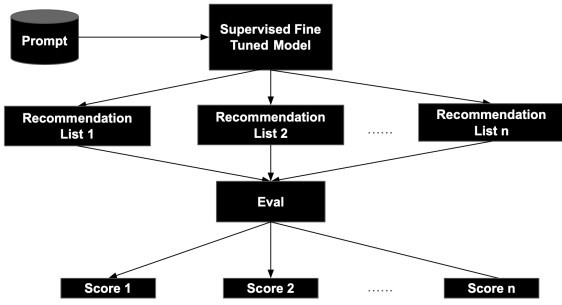 Prompt
Supervised Fine
Tuned Model
Recommendation
List 1
Recommendation
List 2
......
Recommendation
List n
Eval
Score 1
Score 2
......
Score n